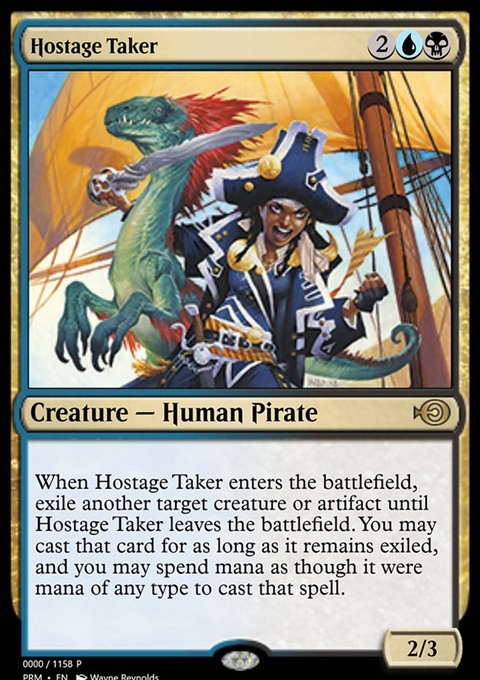 Hostage Taker 2
Creature — Human Pirate
When Hostage Taker enters the battlefield,
exile another target creature or artifact until
Hostage Taker leaves the battlefield. You may
cast that card for as long as it remains exiled,
and you may spend mana as though it were
mana of any type to cast that spell.
2/3
0000 / 1158 P
PRM • EN Wayne Reynolds